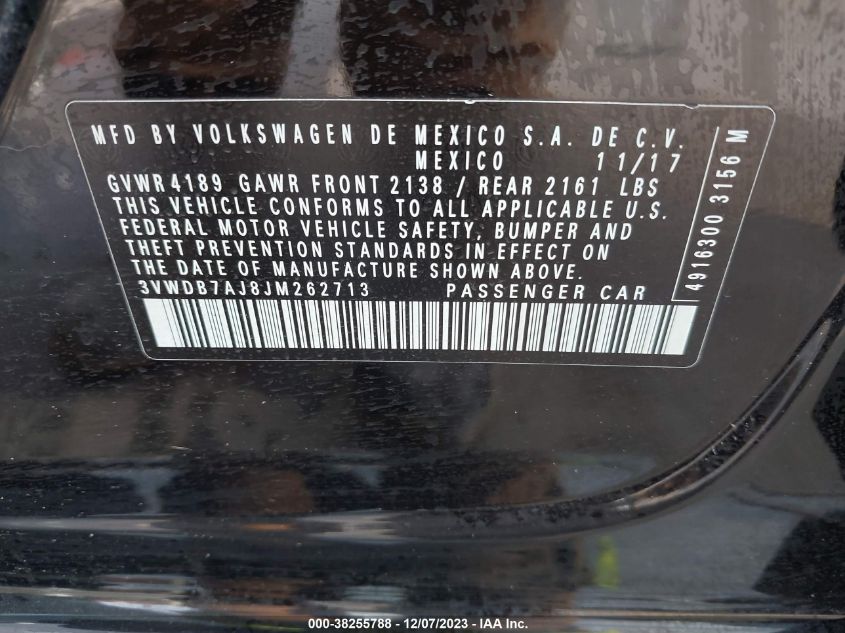 MFD BY VOLKSWAGEN DE MEXICO S.A. DE C.V.
MEXICO 11/17
GVWR 4189 GAWR FRONT 2138 / REAR 2161 LBS
THIS VEHICLE CONFORMS TO ALL APPLICABLE U.S.
FEDERAL MOTOR VEHICLE SAFETY, BUMPER AND
THEFT PREVENTION STANDARDS IN EFFECT ON
THE DATE OF MANUFACTURE SHOWN ABOVE.
3VWDB7AJ8JM262713 PASSENGER CAR
4916300 3156 M
000-38255788 - 12/07/2023 - IAA Inc.